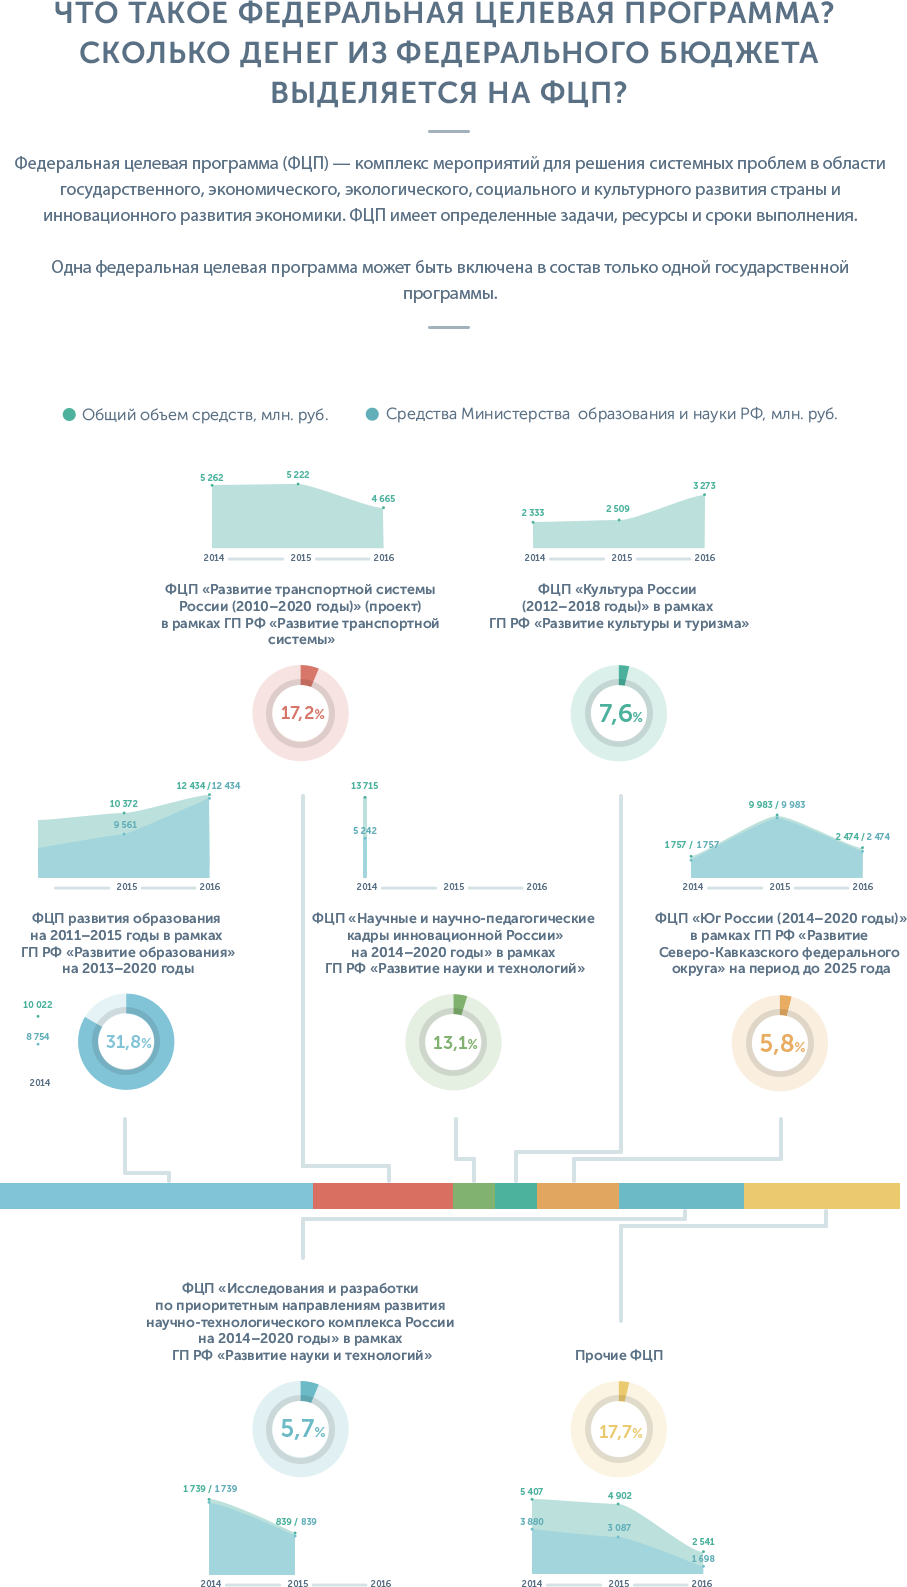 ЧТО ТАКОЕ ФЕДЕРАЛЬНАЯ ЦЕЛЕВАЯ ПРОГРАММА?
СКОЛЬКО ДЕНЕГ ИЗ ФЕДЕРАЛЬНОГО БЮДЖЕТА
ВЫДЕЛЯЕТСЯ НА ФЦП?
Федеральная целевая программа (ФЦП) — комплекс мероприятий для решения системных проблем в области
государственного, экономического, экологического, социального и культурного развития страны и
инновационного развития экономики. ФЦП имеет определенные задачи, ресурсы и сроки выполнения.
Одна федеральная целевая программа может быть включена в состав только одной государственной
программы.
Общий объем средств, млн. руб.
Средства Министерства образования и науки РФ, млн. руб.
5 262
5 222
4 665
2014
2015
2016
ФЦП «Развитие транспортной системы
России (2010–2020 годы)» (проект)
в рамках ГП РФ «Развитие транспортной
системы»
17,2%
2 333
2 509
3 273
2014
2015
2016
ФЦП «Культура России
(2012–2018 годы)» в рамках
ГП РФ «Развитие культуры и туризма»
7,6%
10 372
9 561
12 434 / 12 434
2015
2016
ФЦП развития образования
на 2011–2015 годы в рамках
ГП РФ «Развитие образования»
на 2013–2020 годы
10 022
8 754
2014
31,8%
13 715
5 242
2014
2015
2016
ФЦП «Научные и научно-педагогические
кадры инновационной России»
на 2014–2020 годы» в рамках
ГП РФ «Развитие науки и технологий»
13,1%
1 757 / 1 757
9 983 / 9 983
2 474 / 2 474
2014
2015
2016
ФЦП «Юг России (2014–2020 годы)»
в рамках ГП РФ «Развитие
Северо-Кавказского федерального
округа» на период до 2025 года
5,8%
ФЦП «Исследования и разработки
по приоритетным направлениям развития
научно-технологического комплекса России
на 2014–2020 годы» в рамках
ГП РФ «Развитие науки и технологий»
5,7%
1 739 / 1 739
839 / 839
2014
2015
2016
Прочие ФЦП
17,7%
5 407
4 902
3 880
3 087
2 541
1 698
2014
2015
2016